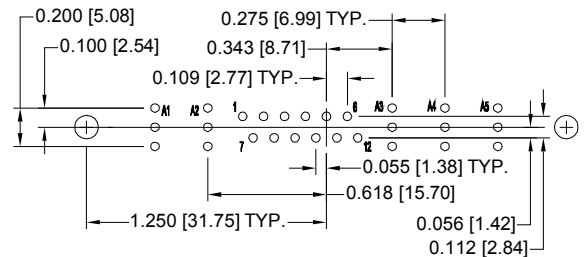 0.200 [5.08]
0.275 [6.99] TYP.
0.100 [2.54]
0.343 [8.71]
0.109 [2.77] TYP.
A1 A2 1 6 A3 A4 A5
7 12
0.055 [1.38] TYP.
0.618 [15.70]
1.250 [31.75] TYP.
0.056 [1.42]
0.112 [2.84]